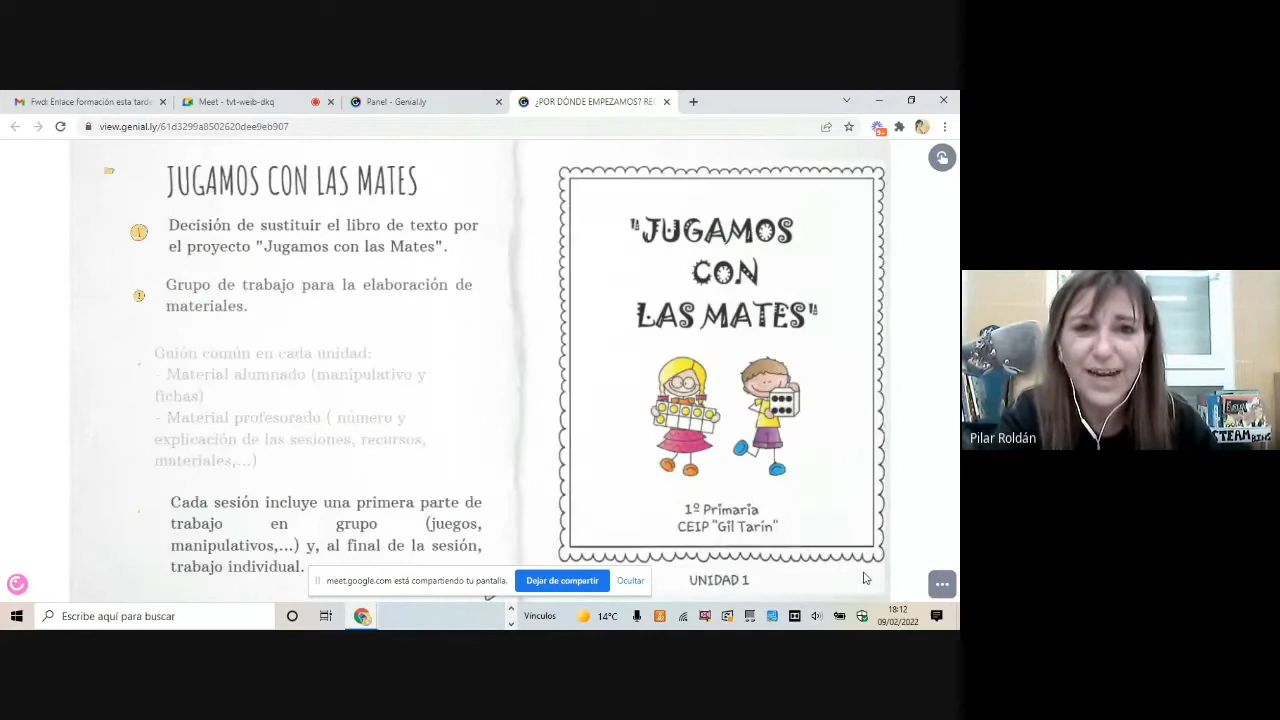 Fwd: Enlace formación esta tarde
Meet - tvt-weib-dkq
Panel - Genial.ly
¿POR DÓNDE EMPEZAMOS? RE
view.genial.ly/61d3299a8502620dee9eb907
9+
JUGAMOS CON LAS MATES
Decisión de sustituir el libro de texto por
el proyecto "Jugamos con las Mates".
Grupo de trabajo para la elaboración de
materiales.
Guión común en cada unidad:
- Material alumnado (manipulativo y
fichas)
- Material profesorado ( número y
explicación de las sesiones, recursos,
materiales,...)
Cada sesión incluye una primera parte de
trabajo en grupo (juegos,
manipulativos,...) y, al final de la sesión,
trabajo individual.
"JUGAMOS
CON
LAS MATES"
1º Primaria
CEIP "Gil Tarín"
UNIDAD 1
meet.google.com está compartiendo tu pantalla.
Dejar de compartir
Ocultar
Escribe aquí para buscar
Vínculos
14°C
18:12
09/02/2022
Pilar Roldán